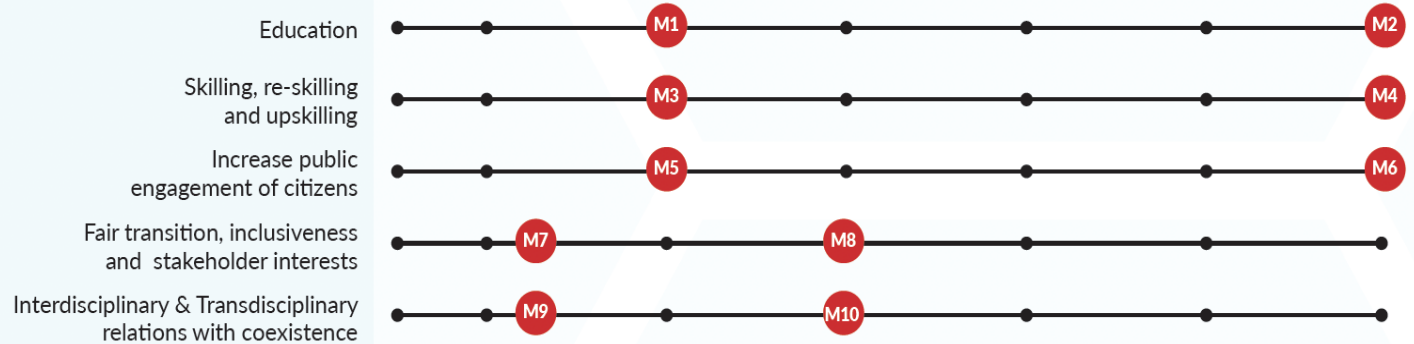 Education
M1
M2
Skilling, re-skilling
and upskilling
M3
M4
Increase public
engagement of citizens
M5
M6
Fair transition, inclusiveness
and stakeholder interests
M7
M8
Interdisciplinary & Transdisciplinary
relations with coexistence
M9
M10